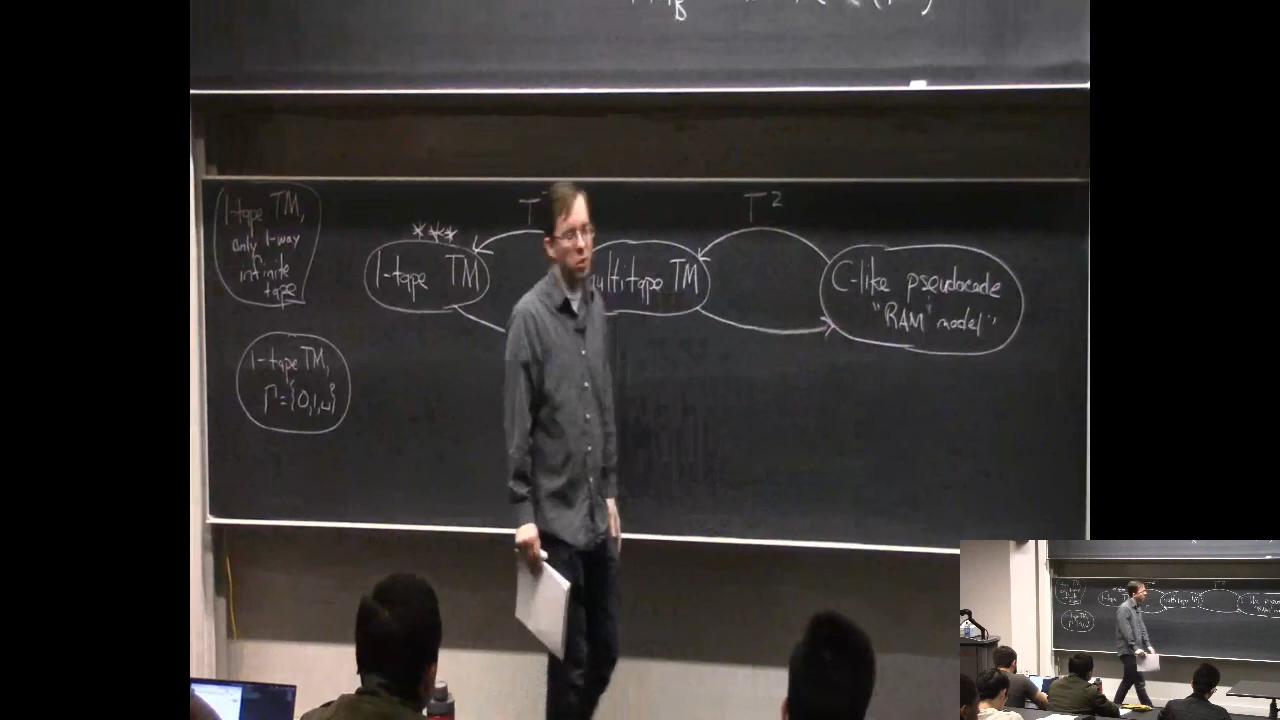 1-tape TM,
only 1-way
infinite
tape
1-tape TM,
Γ={0,1,⊔}
***
1-tape TM
T
ultitape TM
T²
C-like pseudocode
"RAM model"